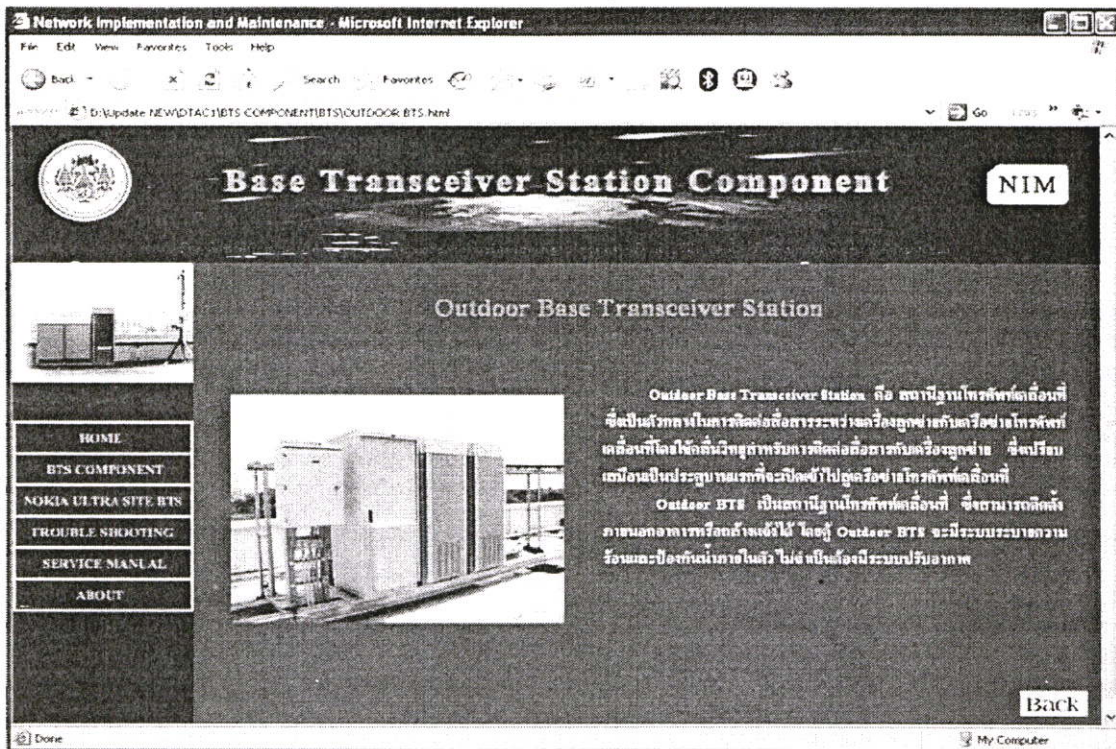 Network Implementation and Maintenance - Microsoft Internet Explorer
File Edit View Favorites Tools Help
Back Search Favorites
D:\Update NEW\DTAC1\BTS COMPONENT\BTS\OUTDOOR BTS.html Go
Base Transceiver Station Component
NIM
Outdoor Base Transceiver Station
HOME
BTS COMPONENT
NOKIA ULTRA SITE BTS
TROUBLE SHOOTING
SERVICE MANUAL
ABOUT
Outdoor Base Transceiver Station คือ สถานีฐานโทรศัพท์เคลื่อนที่
ซึ่งเป็นตัวกลางในการติดต่อสื่อสารระหว่างเครื่องลูกข่ายกับเครือข่ายโทรศัพท์
เคลื่อนที่โดยใช้คลื่นวิทยุสำหรับการติดต่อสื่อสารกับเครื่องลูกข่าย ซึ่งเปรียบ
เสมือนเป็นประตูบานแรกที่จะเปิดเข้าไปสู่เครือข่ายโทรศัพท์เคลื่อนที่
Outdoor BTS เป็นสถานีฐานโทรศัพท์เคลื่อนที่ ซึ่งสามารถติดตั้ง
ภายนอกอาคารหรือกลางแจ้งได้ โดยตู้ Outdoor BTS จะมีระบบระบายความ
ร้อนและป้องกันน้ำภายในตัว ไม่จำเป็นต้องมีระบบปรับอากาศ
Back
Done My Computer